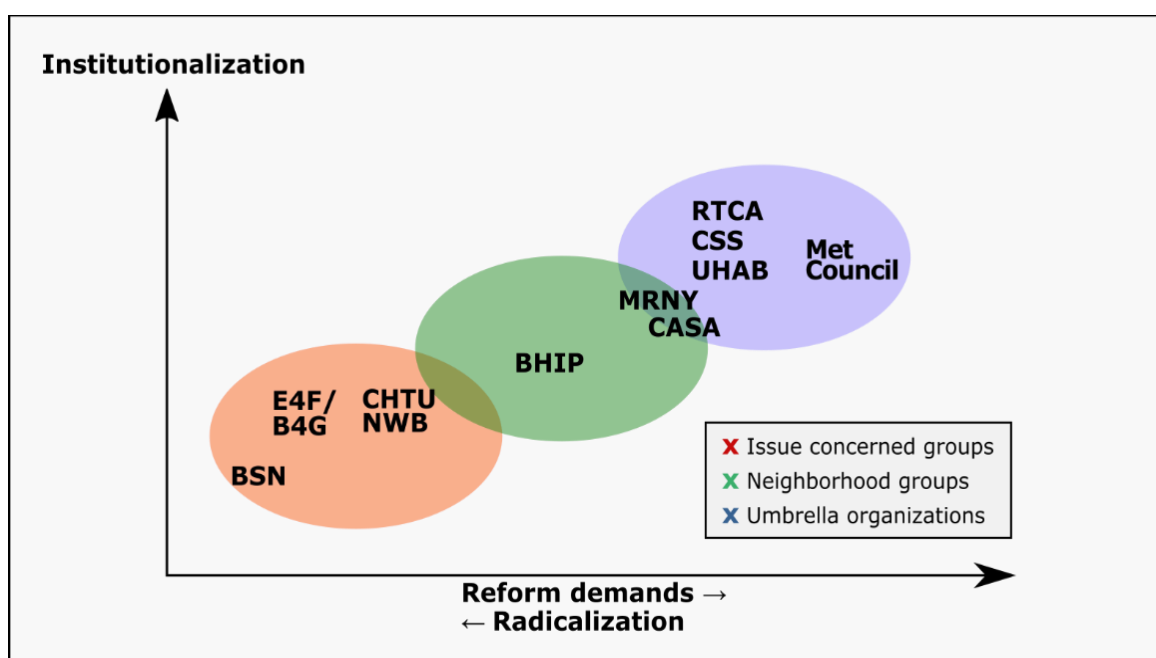 Institutionalization
RTCA
CSS
UHAB
Met
Council
MRNY
CASA
BHIP
E4F/
B4G
CHTU
NWB
BSN
X Issue concerned groups
X Neighborhood groups
X Umbrella organizations
Reform demands →
← Radicalization